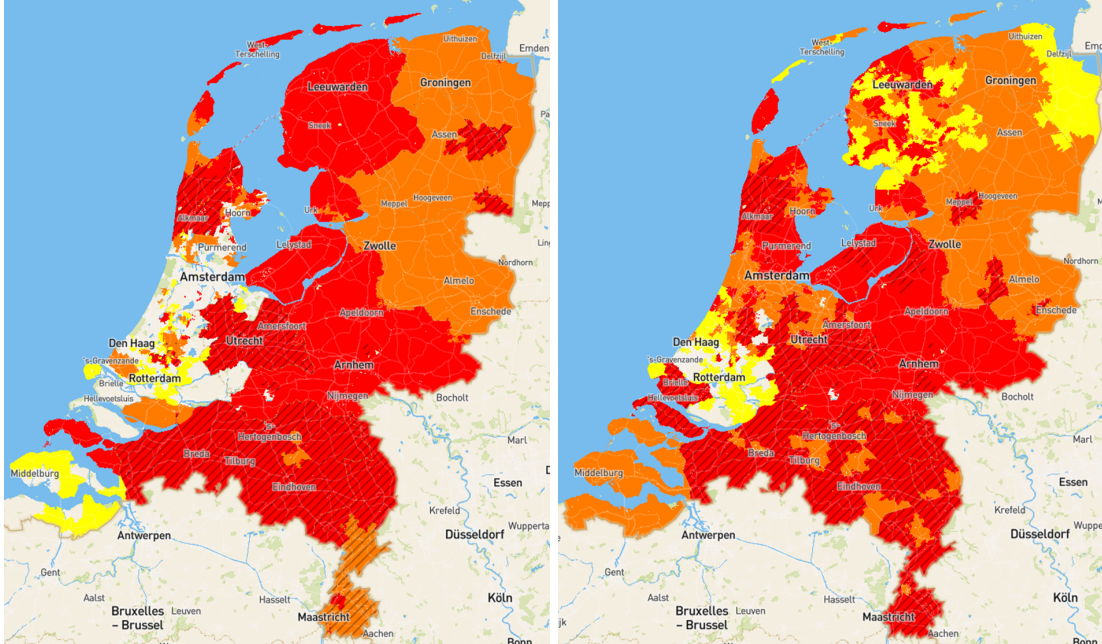 Uithuizen
Emden
West-
Terschelling
Delfzijl
Leeuwarden
Groningen
Sneek
Assen
Urk
Meppel
Hoogeveen
Alkmaar
Hoorn
Purmerend
Lelystad
Zwolle
Nordhorn
Amsterdam
Almelo
Enschede
Amersfoort
Apeldoorn
Den Haag
Utrecht
's-Gravenzande
Rotterdam
Arnhem
Brielle
Hellevoetsluis
Nijmegen
Bocholt
's-
Hertogenbosch
Marl
Breda
Tilburg
Middelburg
Eindhoven
Essen
Krefeld
Wupperta
Antwerpen
Düsseldorf
Gent
Aalst
Hasselt
Köln
Bruxelles
– Brussel
Leuven
Maastricht
Aachen
Bonn
Uithuizen
West-
Terschelling
Delfzijl
Emd
Leeuwarden
Groningen
Sneek
Assen
Urk
Meppel
Hoogeveen
Alkmaar
Hoorn
Purmerend
Lelystad
Zwolle
Nordhorn
Amsterdam
Almelo
Enschede
Amersfoort
Apeldoorn
Den Haag
Utrecht
's-Gravenzande
Rotterdam
Arnhem
Brielle
Hellevoetsluis
Nijmegen
Bocholt
's-
Hertogenbosch
Marl
Breda
Tilburg
Middelburg
Eindhoven
Essen
Krefeld
Wuppe
Antwerpen
Düsseldorf
Gent
Aalst
Hasselt
Köln
Bruxelles
– Brussel
Leuven
Maastricht
Aachen
Bonn